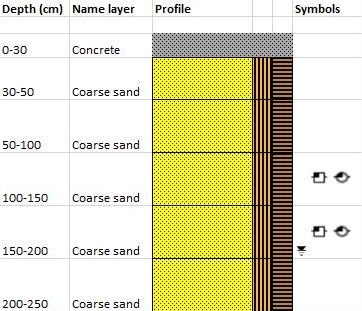 Depth (cm) Name layer Profile Symbols
0-30 Concrete
30-50 Coarse sand
50-100 Coarse sand
100-150 Coarse sand
150-200 Coarse sand
200-250 Coarse sand